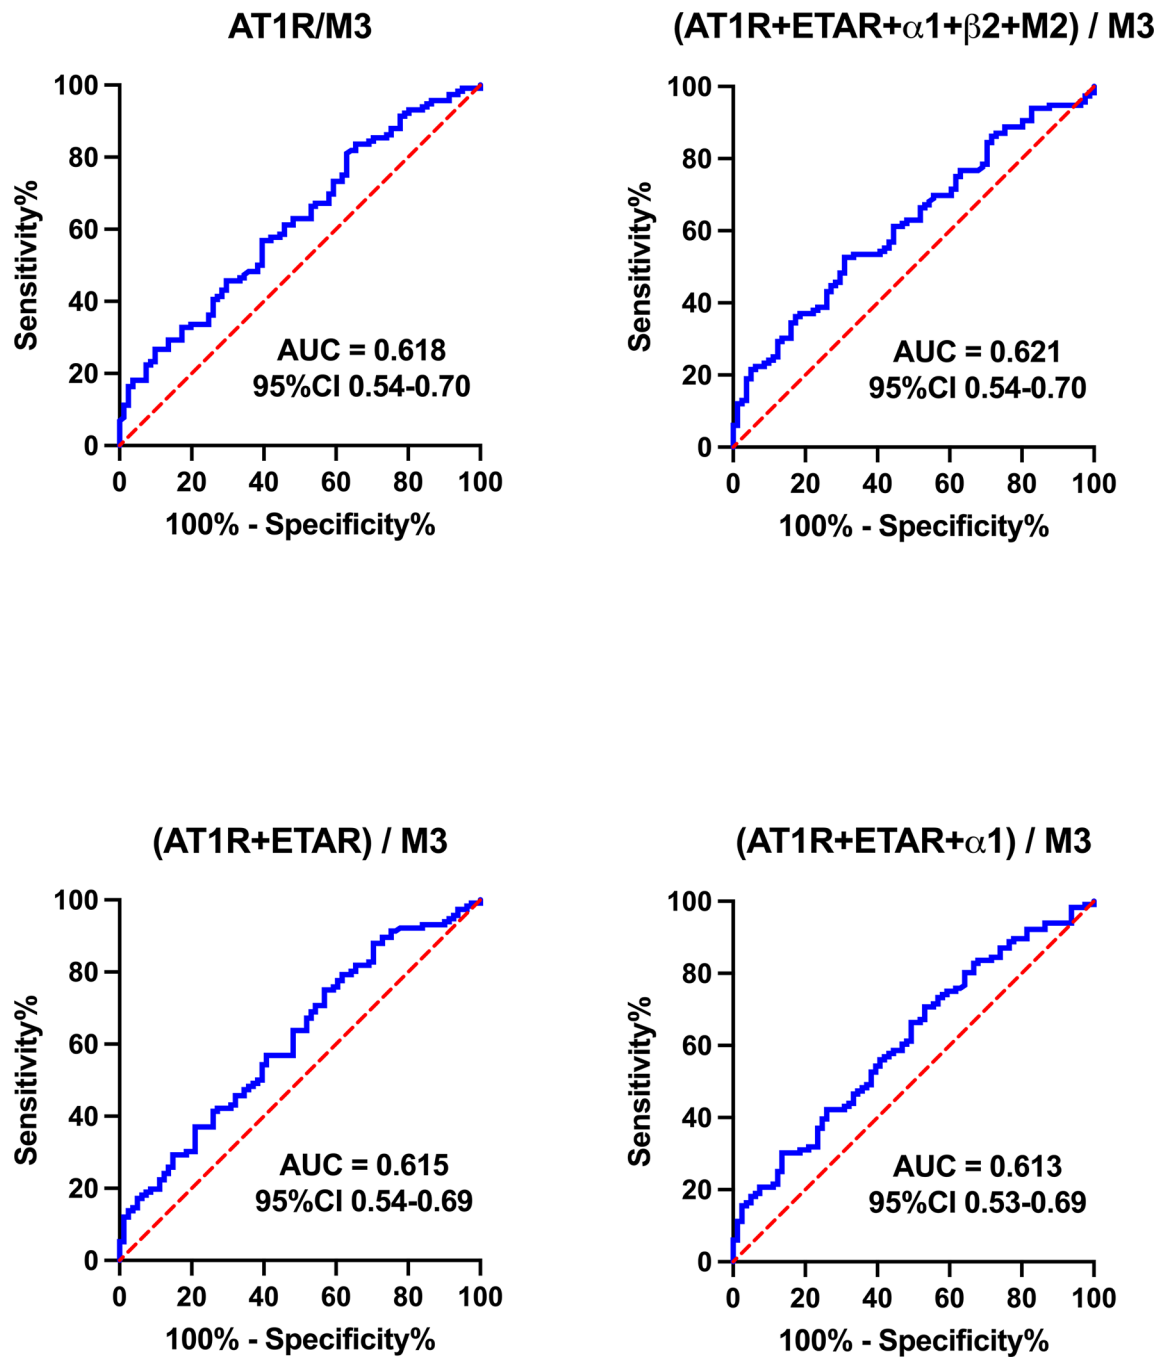 AT1R/M3
100
80
60
40
20
0
Sensitivity%
AUC = 0.618
95%CI 0.54-0.70
0 20 40 60 80 100
100% - Specificity%
(AT1R+ETAR+α1+β2+M2) / M3
100
80
60
40
20
0
Sensitivity%
AUC = 0.621
95%CI 0.54-0.70
0 20 40 60 80 100
100% - Specificity%
(AT1R+ETAR) / M3
100
80
60
40
20
0
Sensitivity%
AUC = 0.615
95%CI 0.54-0.69
0 20 40 60 80 100
100% - Specificity%
(AT1R+ETAR+α1) / M3
100
80
60
40
20
0
Sensitivity%
AUC = 0.613
95%CI 0.53-0.69
0 20 40 60 80 100
100% - Specificity%